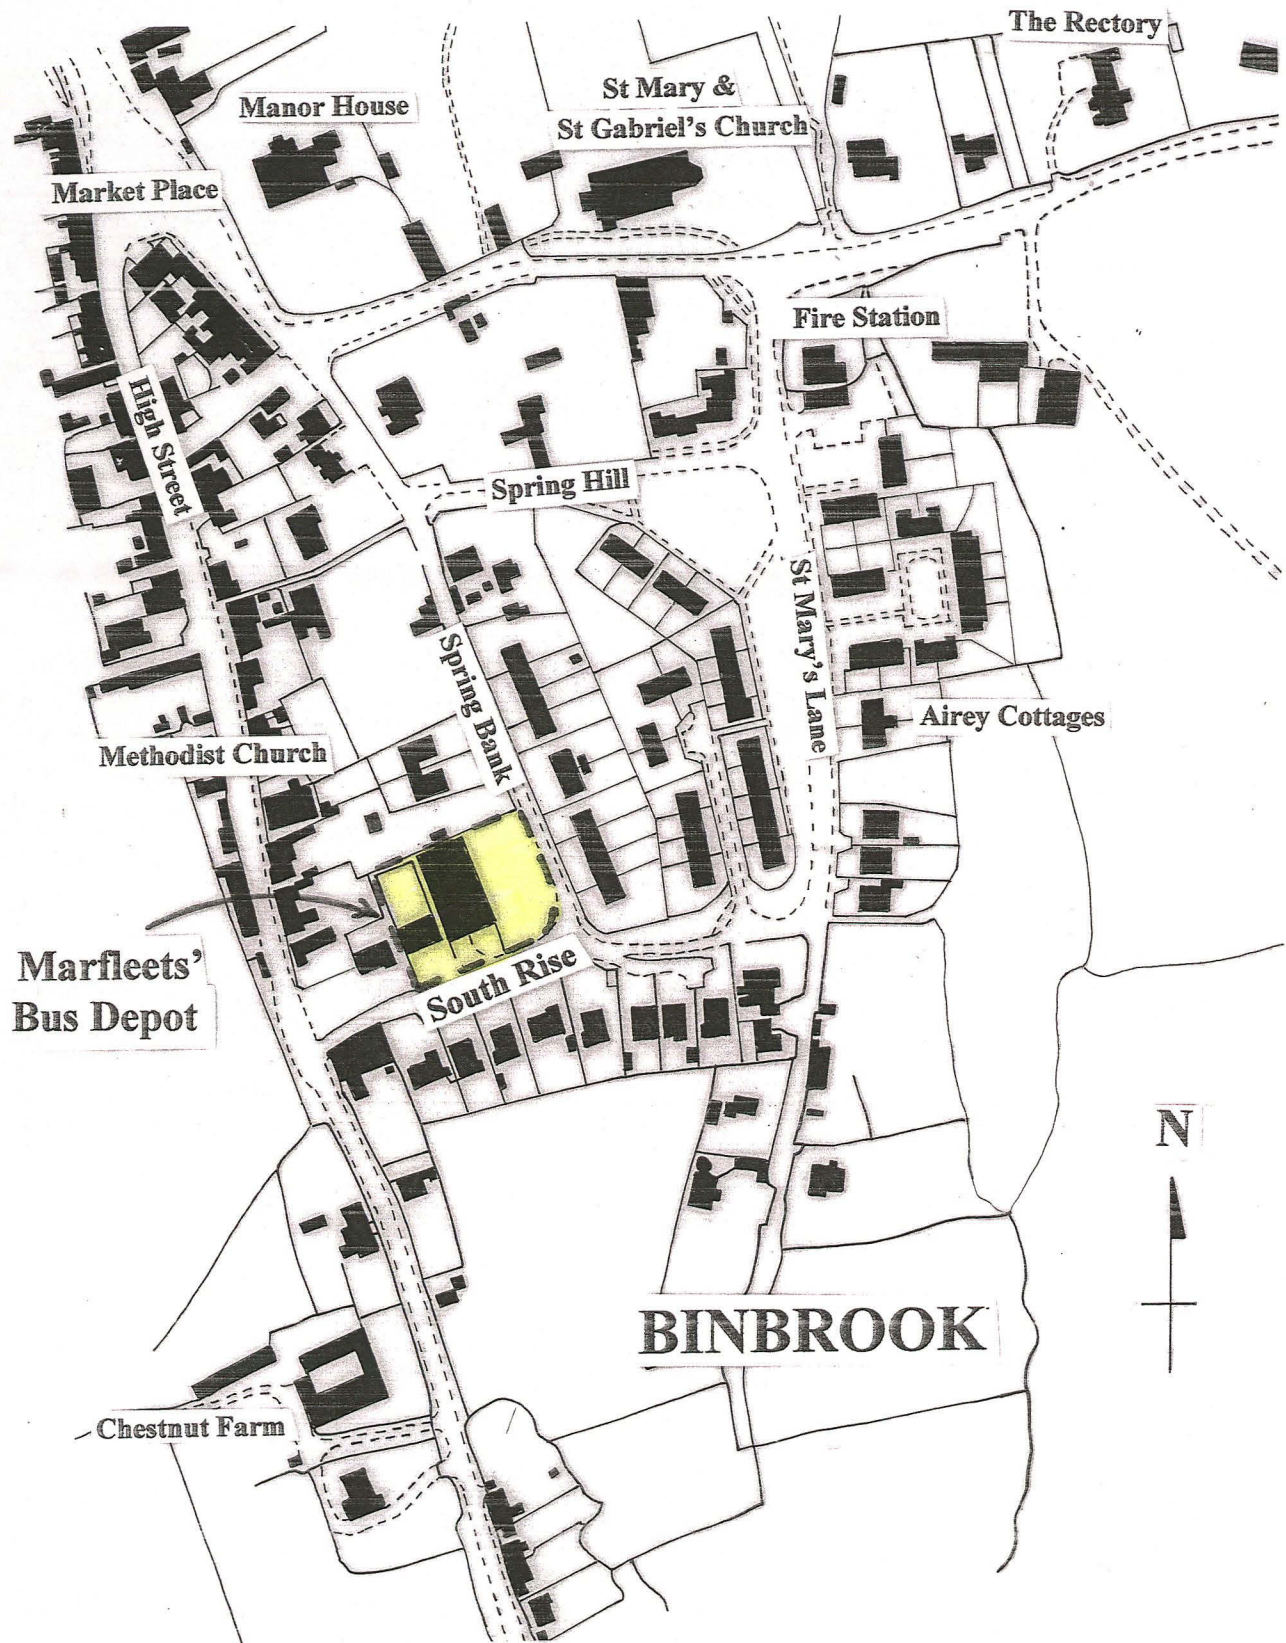 The Rectory
St Mary &
St Gabriel's Church
Manor House
Market Place
Fire Station
High Street
Spring Hill
St Mary's Lane
Spring Bank
Airey Cottages
Methodist Church
Marfleets'
Bus Depot
South Rise
N
BINBROOK
Chestnut Farm